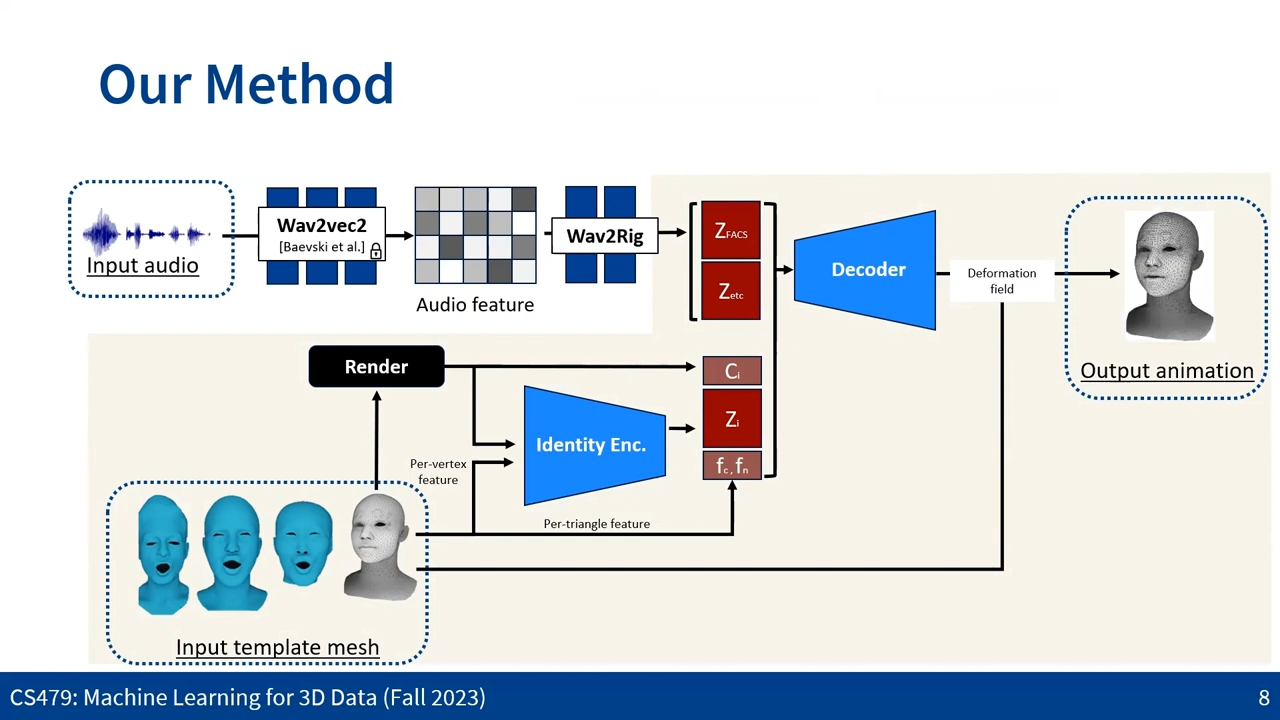 Our Method
Input audio
Wav2vec2
[Baevski et al.]
Audio feature
Wav2Rig
ZFACS
Zetc
Decoder
Deformation
field
Output animation
Render
Ci
Identity Enc.
Zi
Per-vertex
feature
fc, fn
Per-triangle feature
Input template mesh
CS479: Machine Learning for 3D Data (Fall 2023)
8